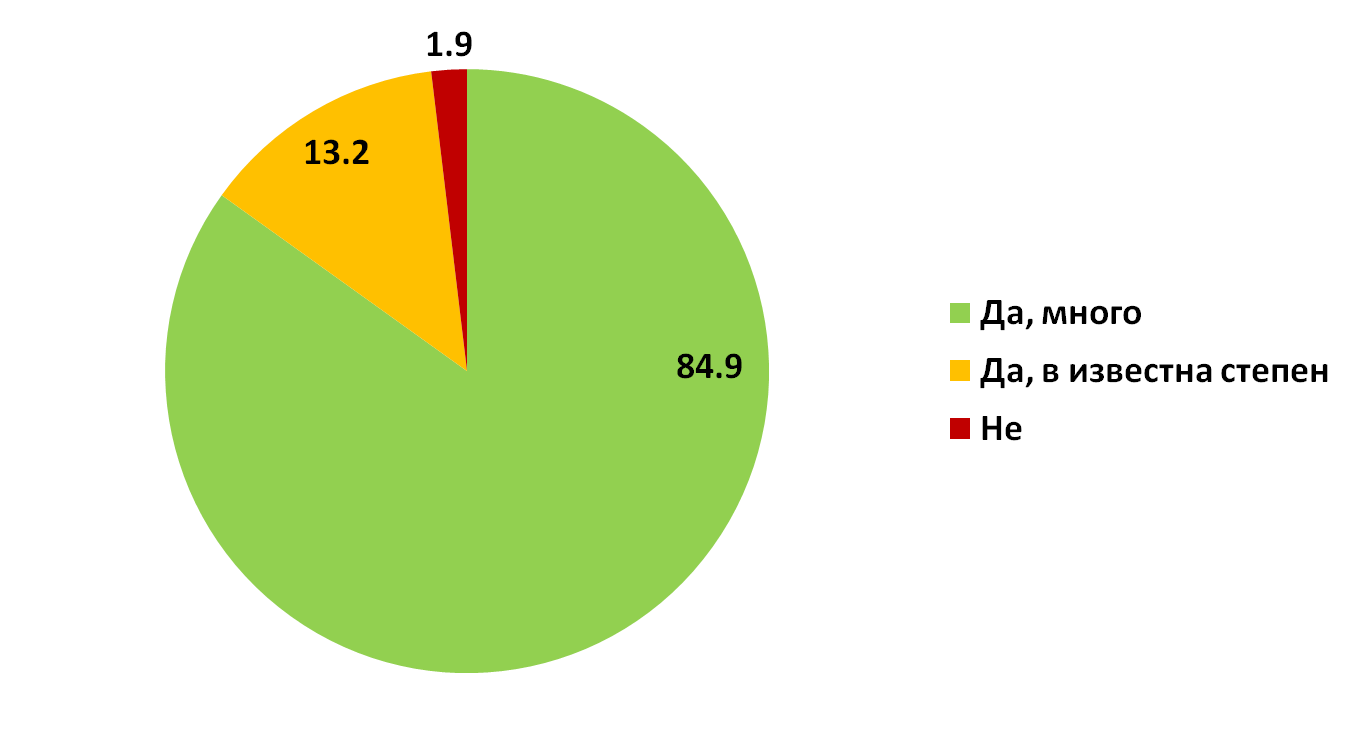 1.9
13.2
84.9
Да, много
Да, в известна степен
Не